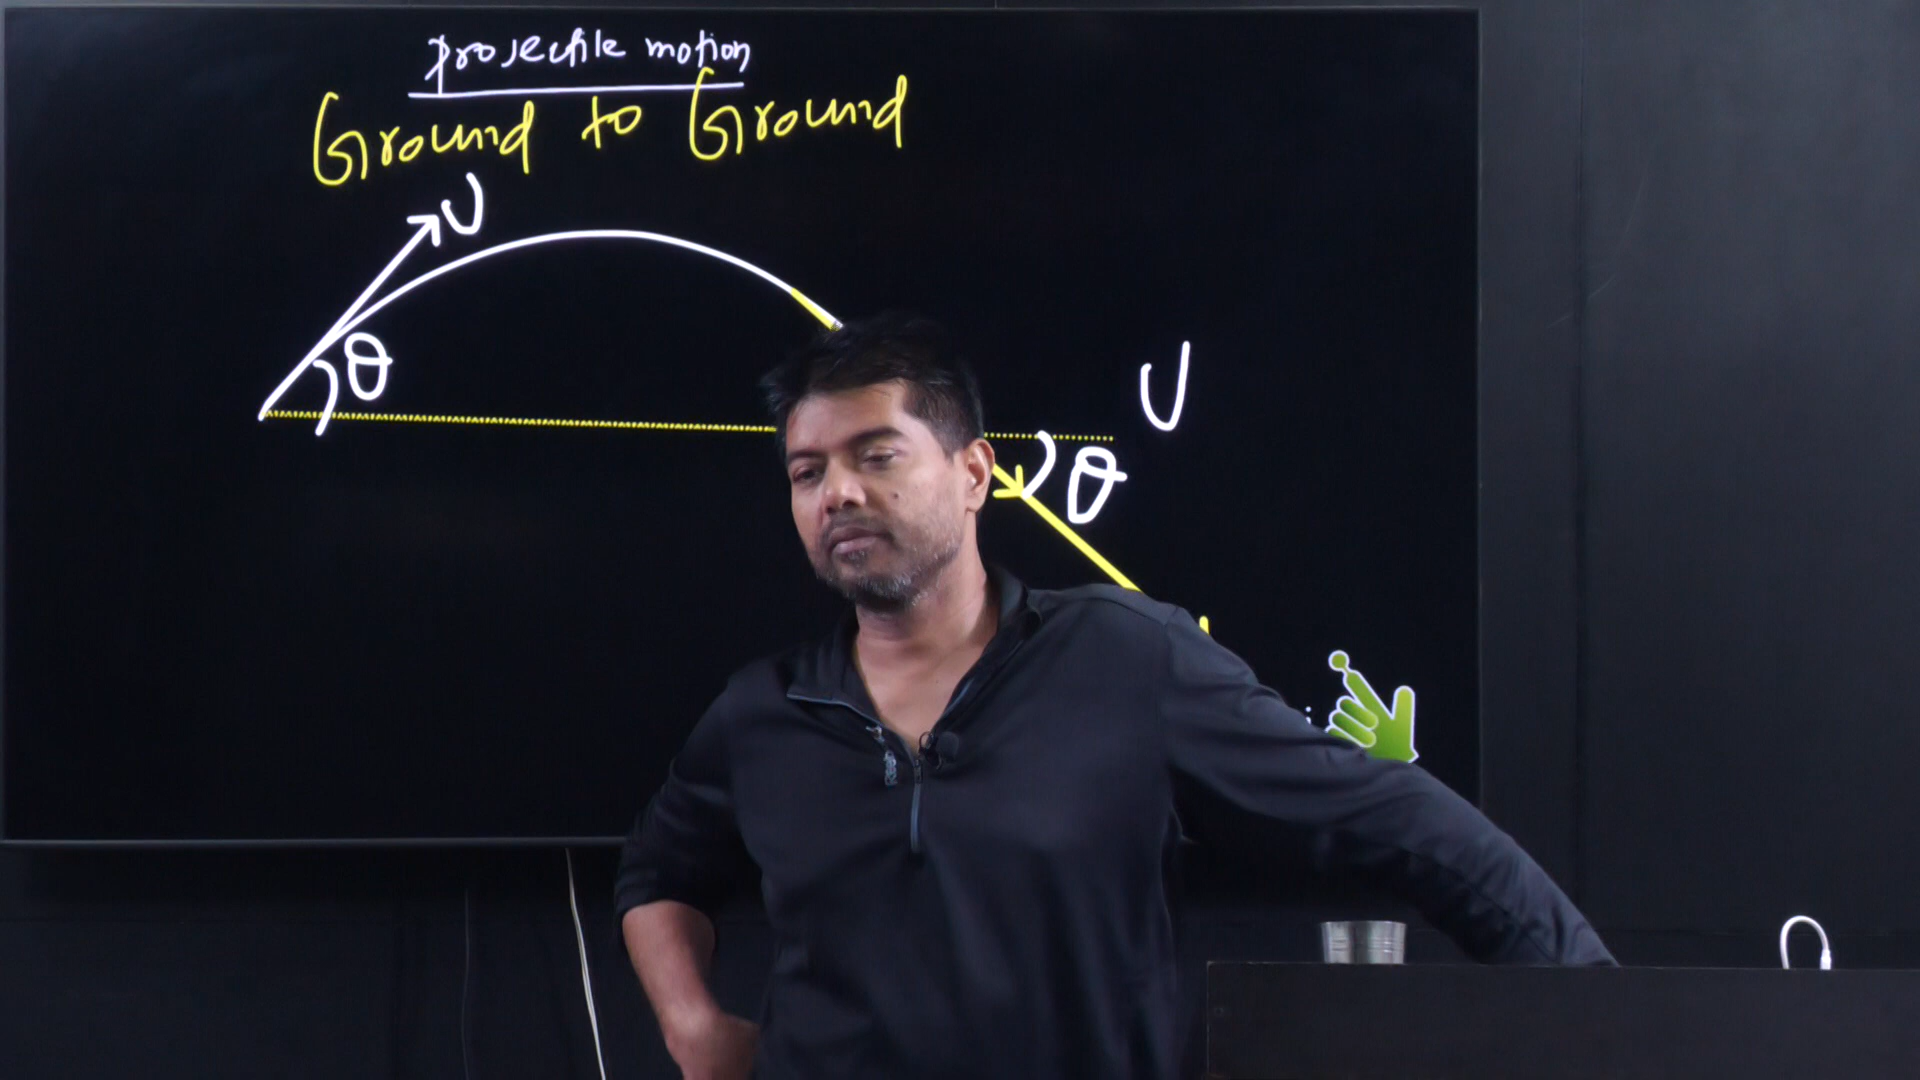 projectile motion
Ground to Ground
U
θ
U
θ